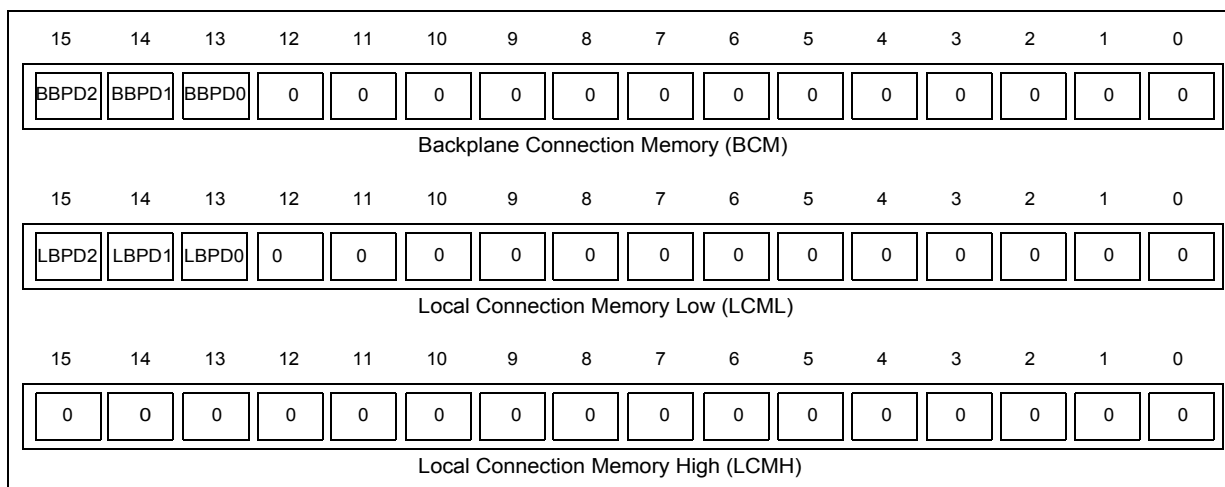 15 14 13 12 11 10 9 8 7 6 5 4 3 2 1 0
BBPD2 BBPD1 BBPD0 0 0 0 0 0 0 0 0 0 0 0 0 0
Backplane Connection Memory (BCM)
15 14 13 12 11 10 9 8 7 6 5 4 3 2 1 0
LBPD2 LBPD1 LBPD0 0 0 0 0 0 0 0 0 0 0 0 0 0
Local Connection Memory Low (LCML)
15 14 13 12 11 10 9 8 7 6 5 4 3 2 1 0
0 0 0 0 0 0 0 0 0 0 0 0 0 0 0 0
Local Connection Memory High (LCMH)